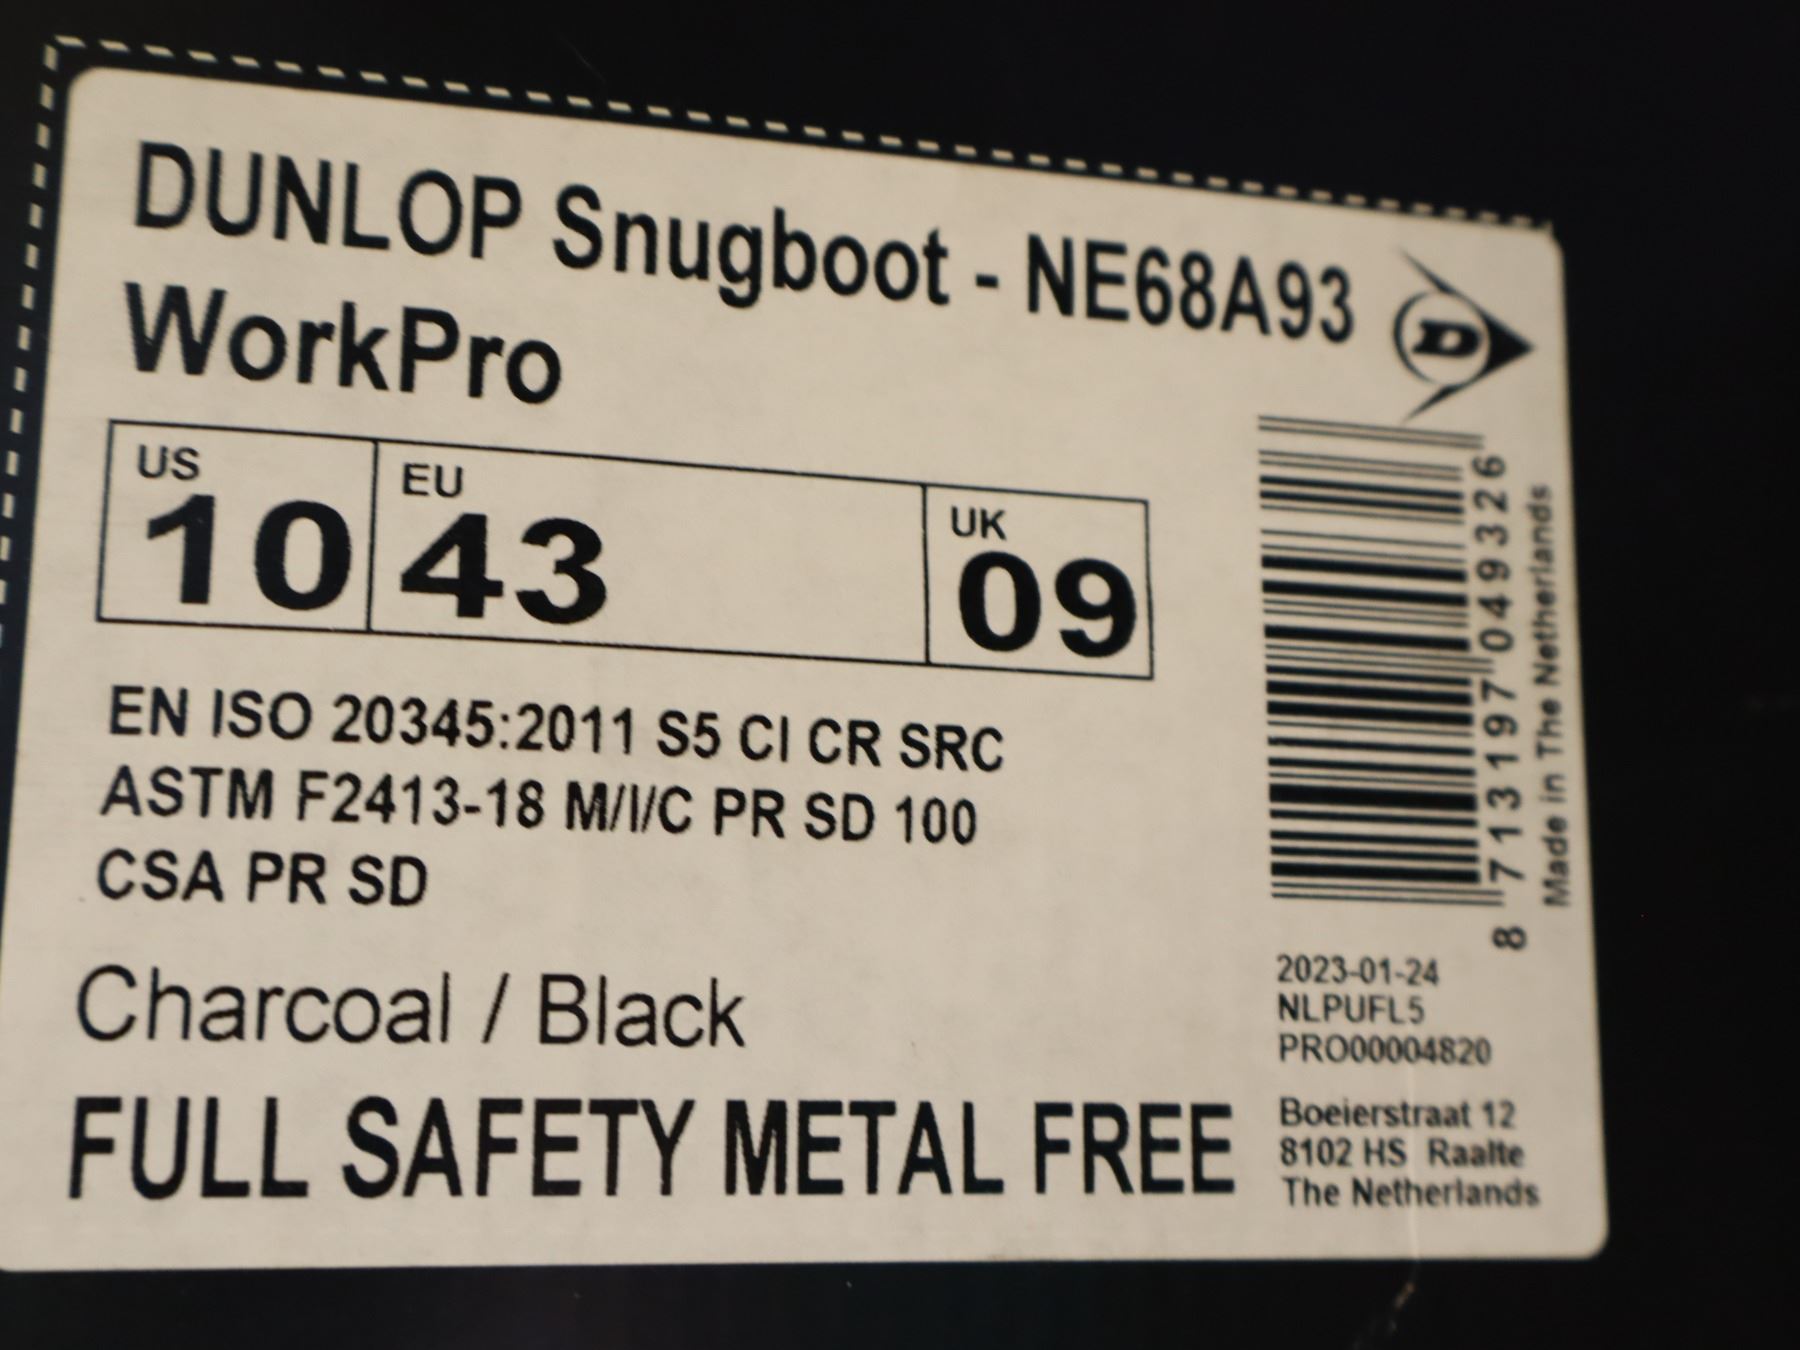 DUNLOP Snugboot - NE68A93
WorkPro
D
US
10
EU
43
UK
09
EN ISO 20345:2011 S5 CI CR SRC
ASTM F2413-18 M/I/C PR SD 100
CSA PR SD
Charcoal / Black
FULL SAFETY METAL FREE
8 713197 049326
Made in The Netherlands
2023-01-24
NLPUFL5
PRO00004820
Boeierstraat 12
8102 HS Raalte
The Netherlands